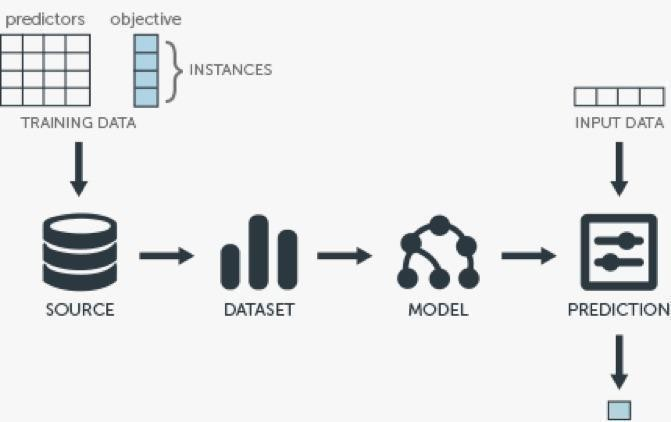 predictors objective
INSTANCES
TRAINING DATA
INPUT DATA
SOURCE
DATASET
MODEL
PREDICTION